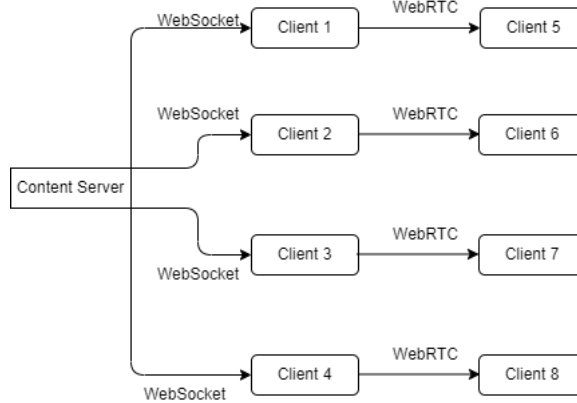 WebSocket
Client 1
WebRTC
Client 5
WebSocket
Client 2
WebRTC
Client 6
Content Server
WebSocket
Client 3
WebRTC
Client 7
WebSocket
Client 4
WebRTC
Client 8